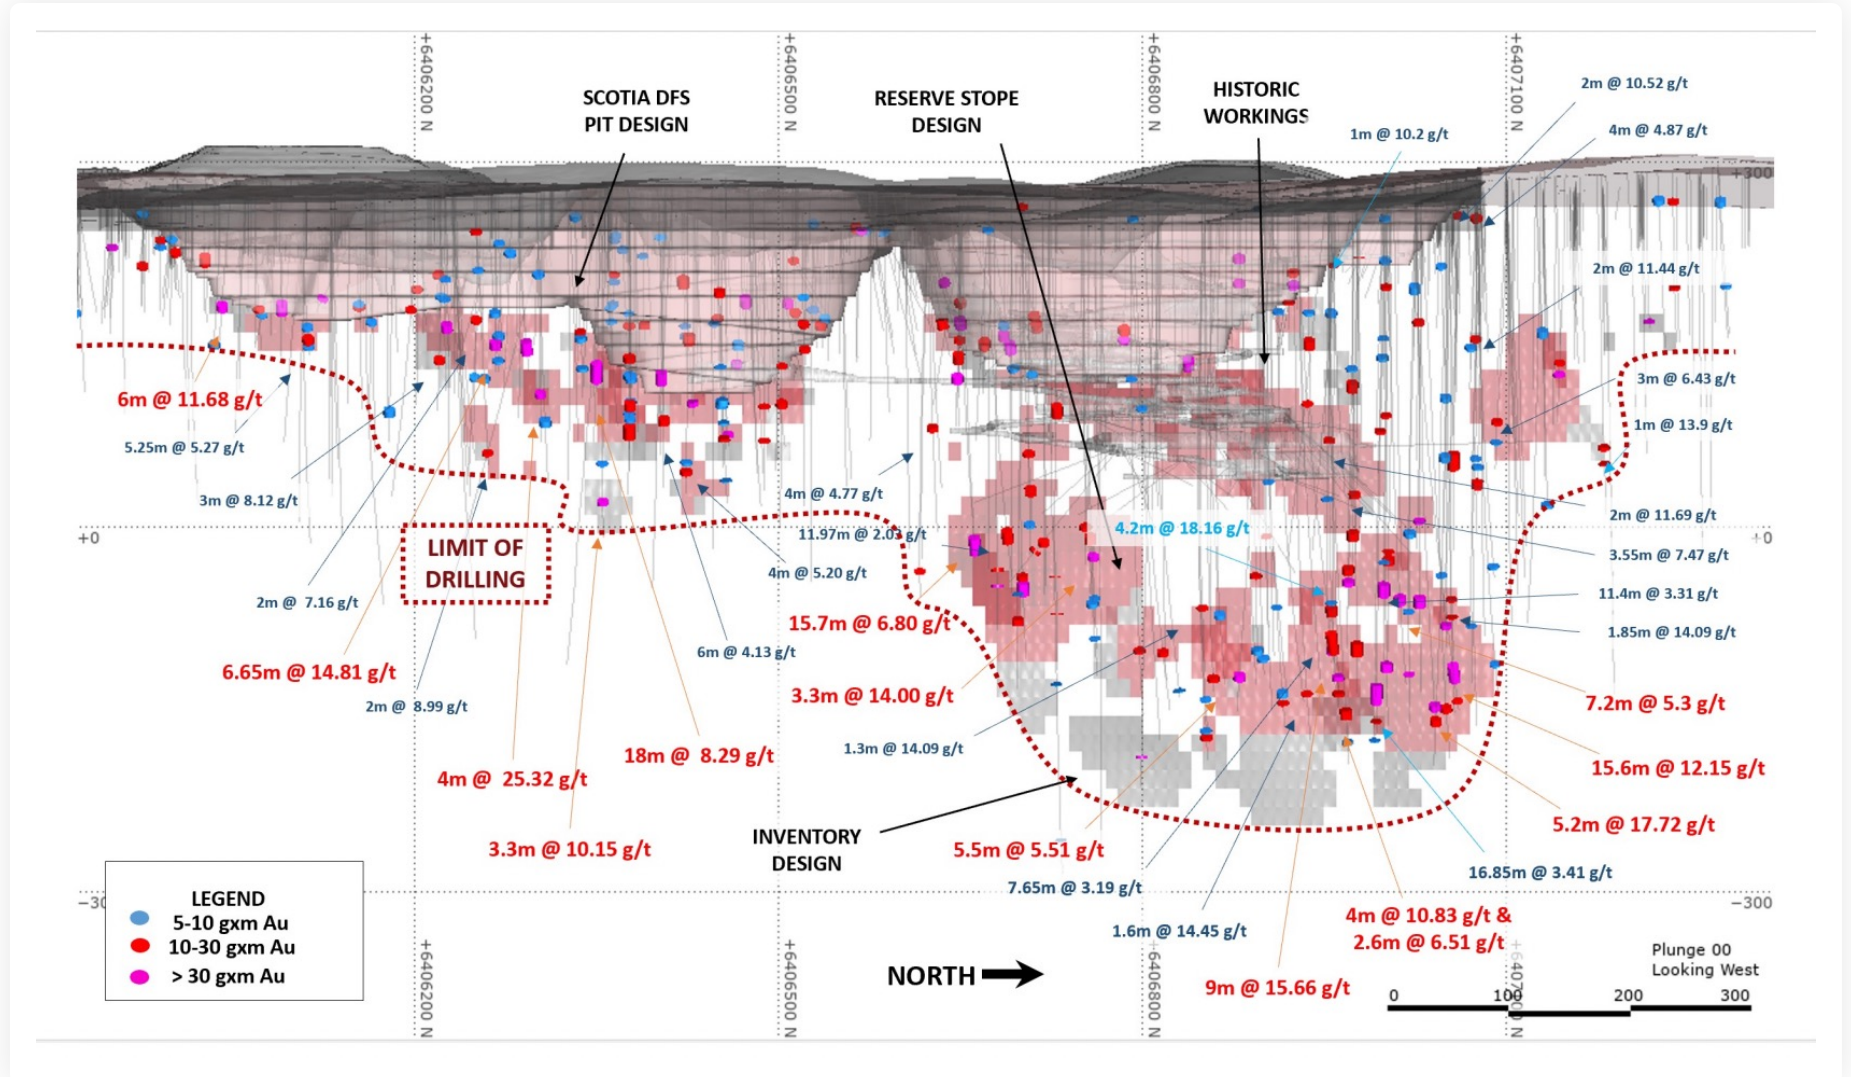 +6406200 N
+6406500 N
+6406800 N
+6407100 N
SCOTIA DFS
PIT DESIGN
RESERVE STOPE
DESIGN
HISTORIC
WORKINGS
1m @ 10.2 g/t
2m @ 10.52 g/t
4m @ 4.87 g/t
+300
2m @ 11.44 g/t
3m @ 6.43 g/t
1m @ 13.9 g/t
6m @ 11.68 g/t
5.25m @ 5.27 g/t
3m @ 8.12 g/t
4m @ 4.77 g/t
2m @ 11.69 g/t
+0
LIMIT OF
DRILLING
11.97m @ 2.03 g/t
4.2m @ 18.16 g/t
+0
3.55m @ 7.47 g/t
4m @ 5.20 g/t
2m @ 7.16 g/t
11.4m @ 3.31 g/t
15.7m @ 6.80 g/t
1.85m @ 14.09 g/t
6m @ 4.13 g/t
6.65m @ 14.81 g/t
3.3m @ 14.00 g/t
2m @ 8.99 g/t
7.2m @ 5.3 g/t
1.3m @ 14.09 g/t
18m @ 8.29 g/t
4m @ 25.32 g/t
15.6m @ 12.15 g/t
5.2m @ 17.72 g/t
3.3m @ 10.15 g/t
INVENTORY
DESIGN
5.5m @ 5.51 g/t
16.85m @ 3.41 g/t
7.65m @ 3.19 g/t
-300
LEGEND
5-10 gxm Au
10-30 gxm Au
> 30 gxm Au
1.6m @ 14.45 g/t
4m @ 10.83 g/t &
2.6m @ 6.51 g/t
9m @ 15.66 g/t
NORTH
Plunge 00
Looking West
0 100 200 300
+6406200 N
+6406500 N
+6406800 N